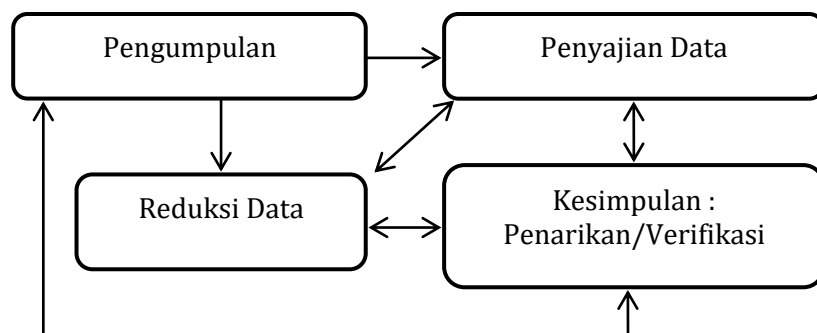 Pengumpulan
Penyajian Data
Reduksi Data
Kesimpulan :
Penarikan/Verifikasi